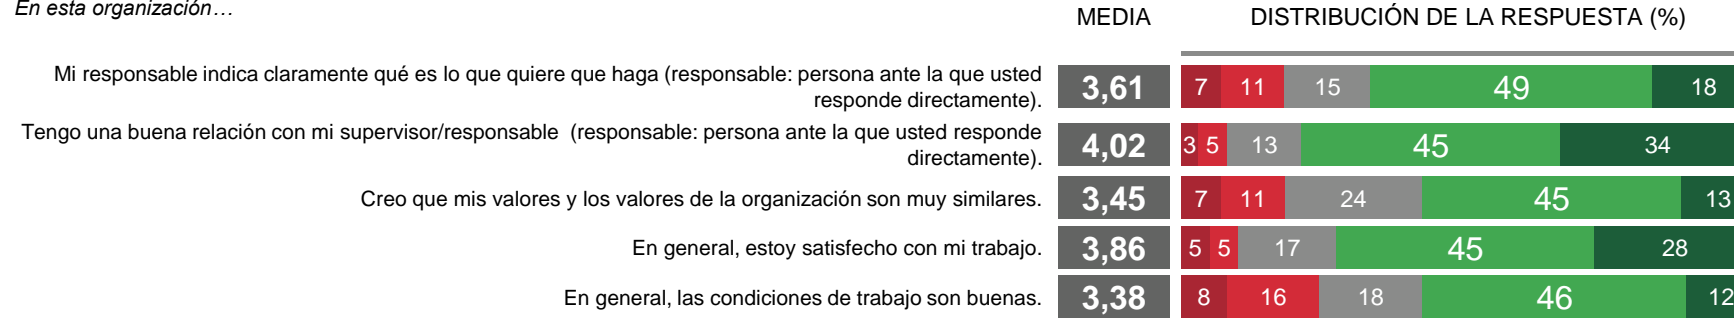 En esta organización…
MEDIA
DISTRIBUCIÓN DE LA RESPUESTA (%)
Mi responsable indica claramente qué es lo que quiere que haga (responsable: persona ante la que usted
responde directamente).
3,61 7 11 15 49 18
Tengo una buena relación con mi supervisor/responsable (responsable: persona ante la que usted responde
directamente).
4,02 3 5 13 45 34
Creo que mis valores y los valores de la organización son muy similares. 3,45 7 11 24 45 13
En general, estoy satisfecho con mi trabajo. 3,86 5 5 17 45 28
En general, las condiciones de trabajo son buenas. 3,38 8 16 18 46 12